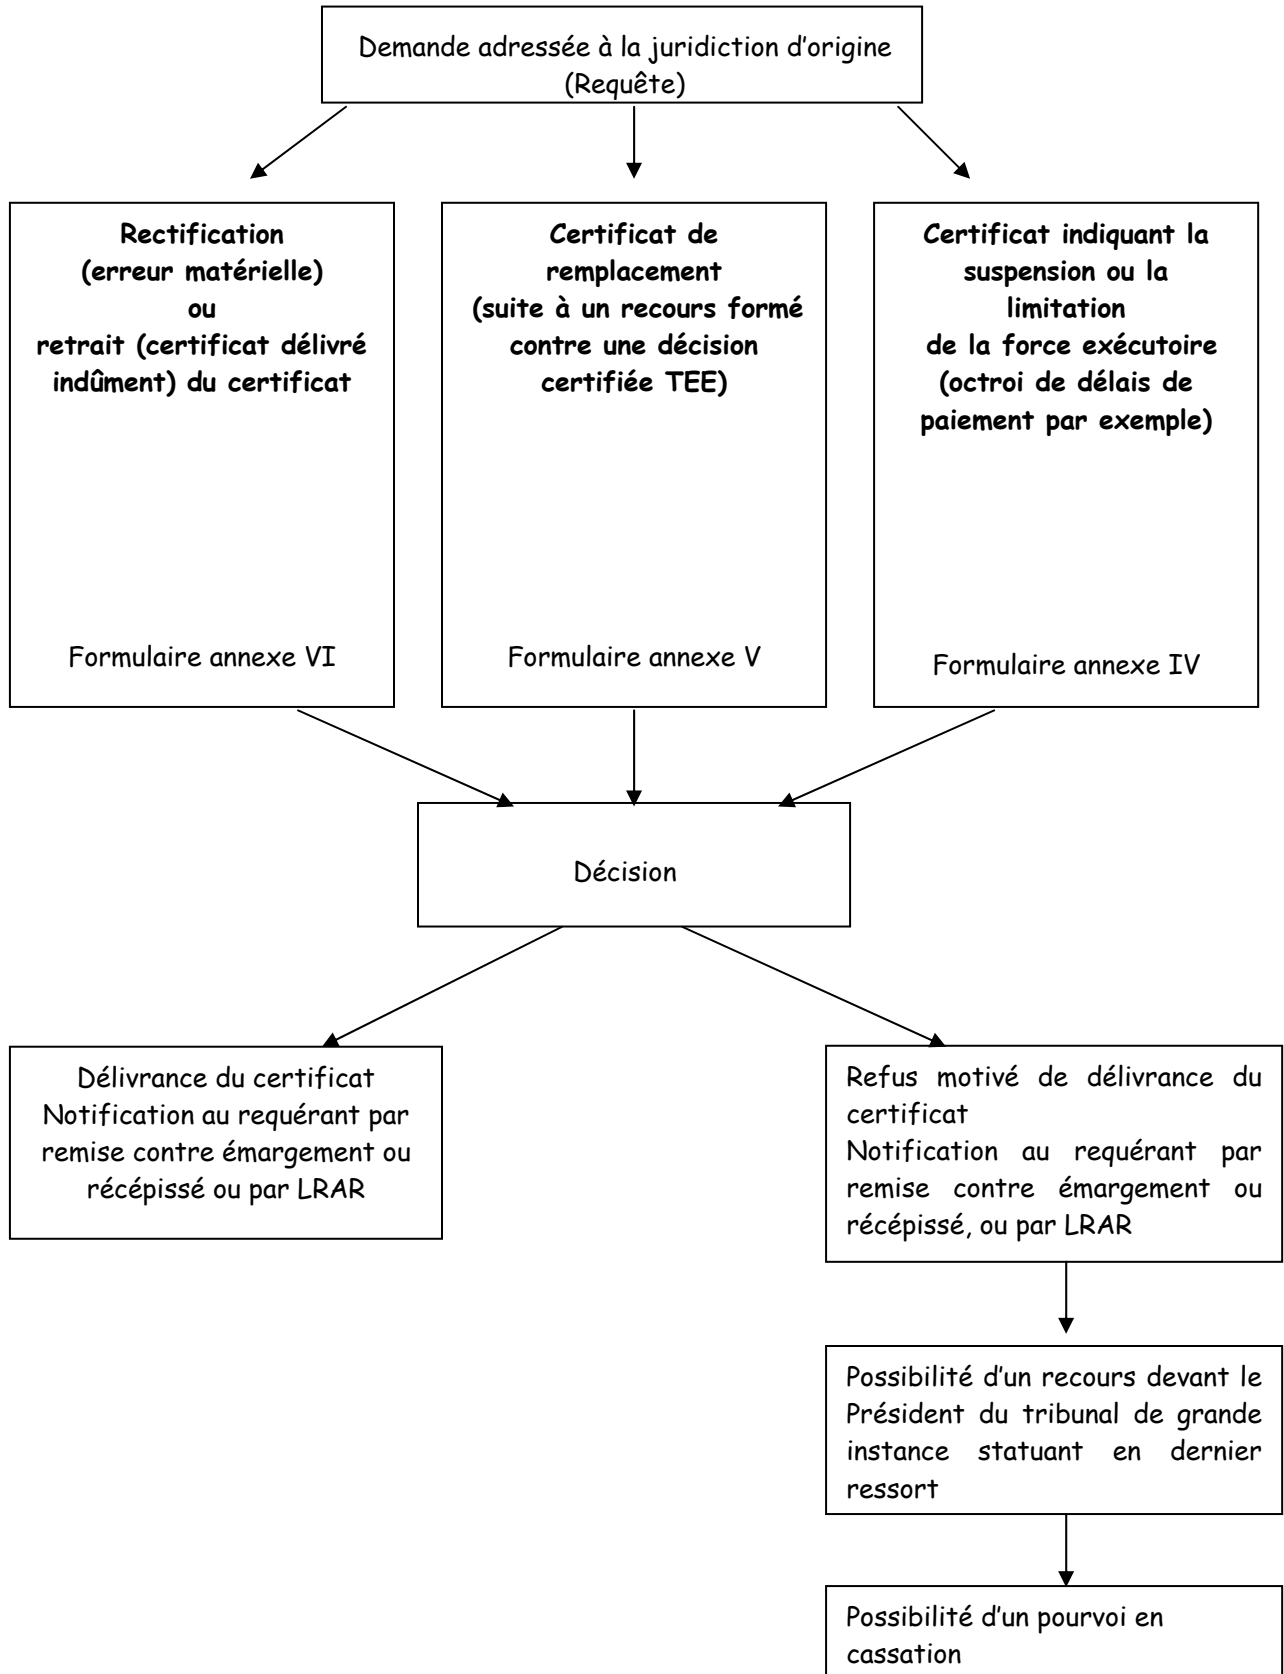 Demande adressée à la juridiction d'origine
(Requête)
Rectification
(erreur matérielle)
ou
retrait (certificat délivré
indûment) du certificat
Formulaire annexe VI
Certificat de
remplacement
(suite à un recours formé
contre une décision
certifiée TEE)
Formulaire annexe V
Certificat indiquant la
suspension ou la
limitation
de la force exécutoire
(octroi de délais de
paiement par exemple)
Formulaire annexe IV
Décision
Délivrance du certificat
Notification au requérant par
remise contre émargement ou
récépissé ou par LRAR
Refus motivé de délivrance du
certificat
Notification au requérant par
remise contre émargement ou
récépissé, ou par LRAR
Possibilité d'un recours devant le
Président du tribunal de grande
instance statuant en dernier
ressort
Possibilité d'un pourvoi en
cassation